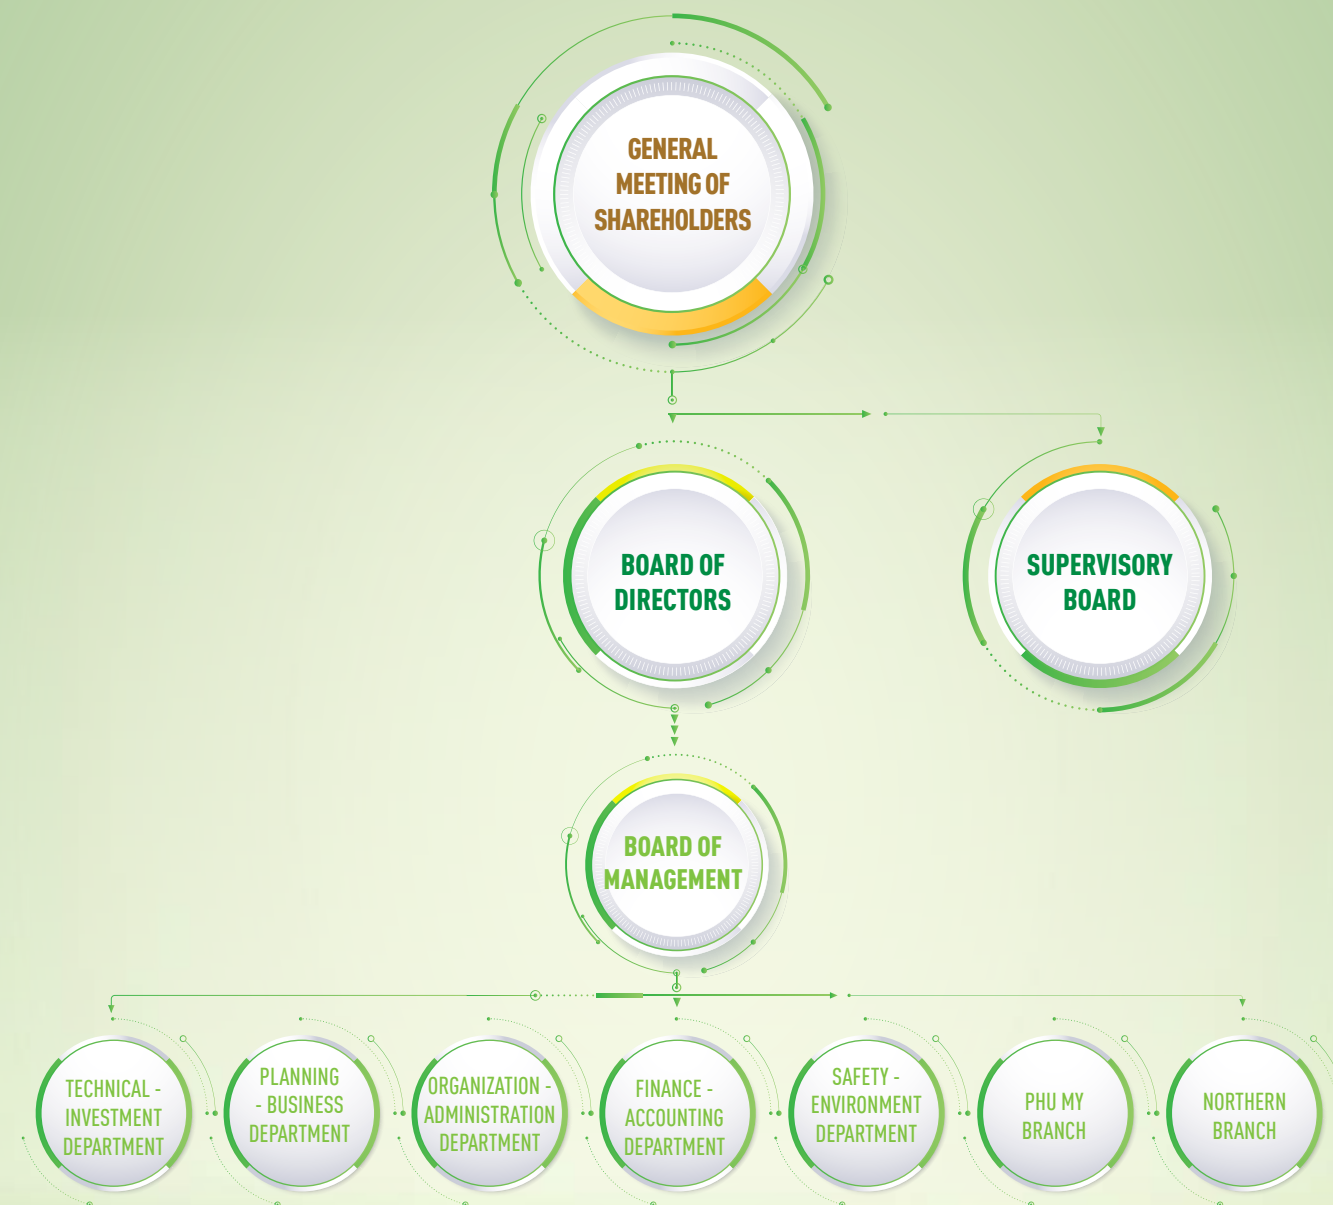 GENERAL
MEETING OF
SHAREHOLDERS
BOARD OF
DIRECTORS
SUPERVISORY
BOARD
BOARD OF
MANAGEMENT
TECHNICAL -
INVESTMENT
DEPARTMENT
PLANNING
- BUSINESS
DEPARTMENT
ORGANIZATION -
ADMINISTRATION
DEPARTMENT
FINANCE -
ACCOUNTING
DEPARTMENT
SAFETY -
ENVIRONMENT
DEPARTMENT
PHU MY
BRANCH
NORTHERN
BRANCH